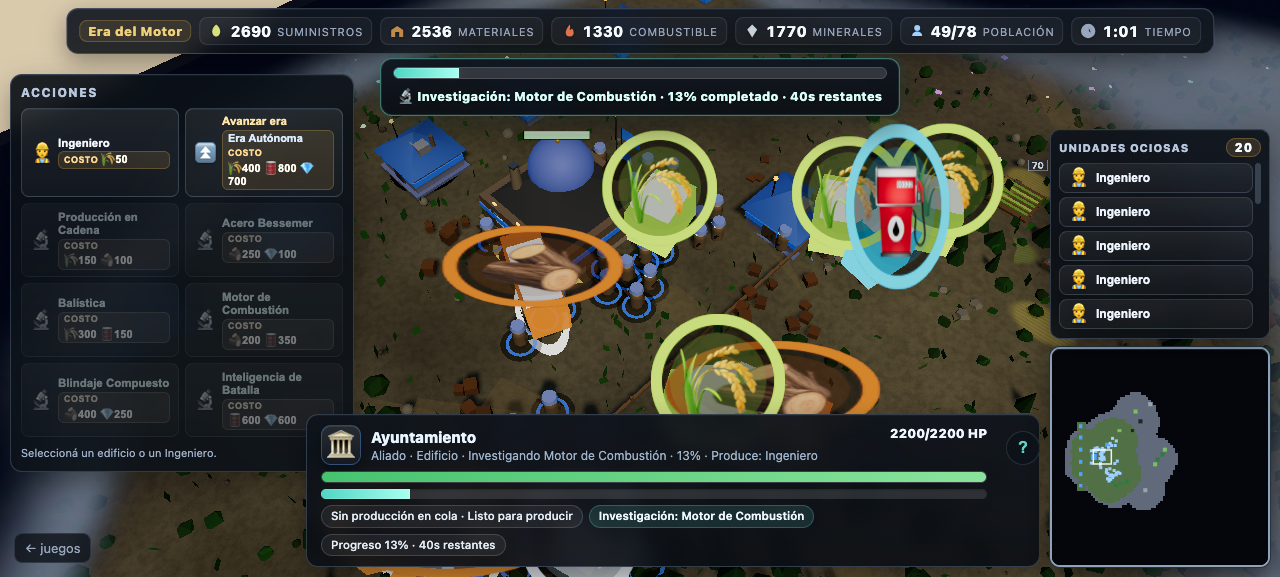 Era del Motor
2690 SUMINISTROS
2536 MATERIALES
1330 COMBUSTIBLE
1770 MINERALES
49/78 POBLACIÓN
1:01 TIEMPO
Investigación: Motor de Combustión · 13% completado · 40s restantes
ACCIONES
Ingeniero
COSTO 50
Avanzar era
Era Autónoma
COSTO
400 800
700
Producción en
Cadena
COSTO
150 100
Acero Bessemer
COSTO
250 100
Balística
COSTO
300 150
Motor de
Combustión
COSTO
200 350
Blindaje Compuesto
COSTO
400 250
Inteligencia de
Batalla
COSTO
600 600
Seleccioná un edificio o un Ingeniero.
70
UNIDADES OCIOSAS 20
Ingeniero
Ingeniero
Ingeniero
Ingeniero
Ingeniero
Ayuntamiento
2200/2200 HP
?
Aliado · Edificio · Investigando Motor de Combustión · 13% · Produce: Ingeniero
Sin producción en cola · Listo para producir
Investigación: Motor de Combustión
Progreso 13% · 40s restantes
← juegos